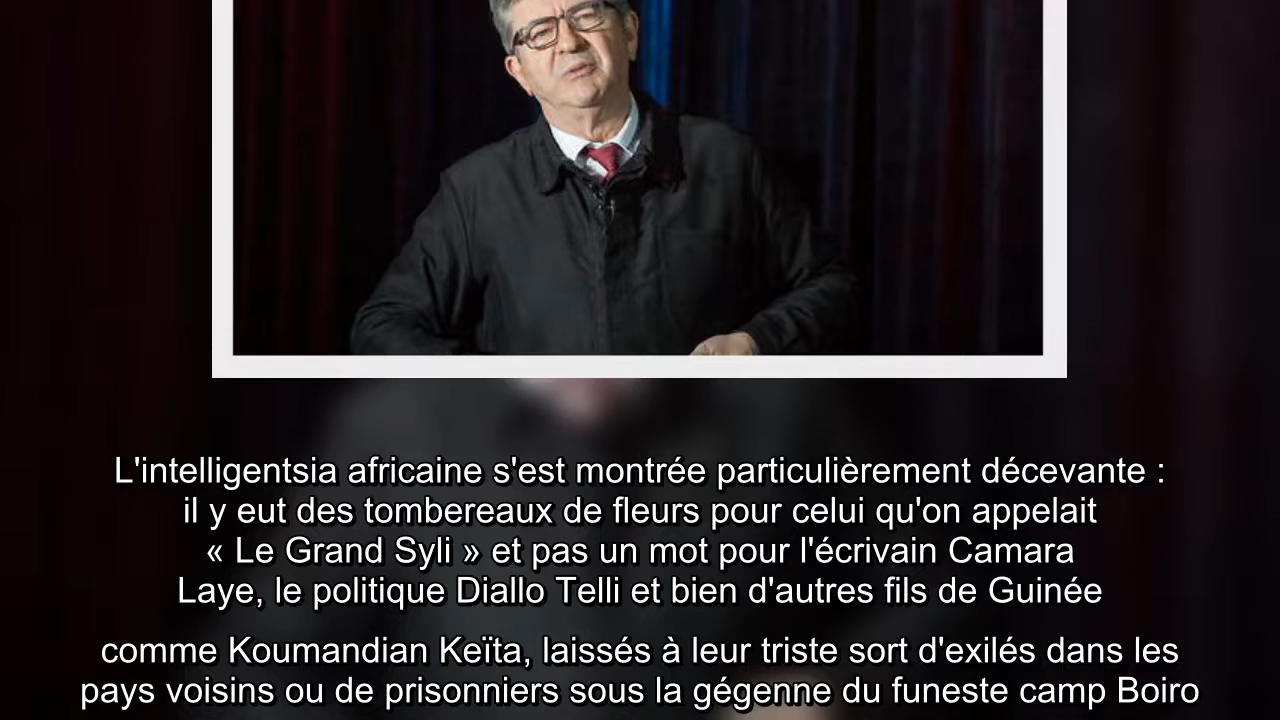 L'intelligentsia africaine s'est montrée particulièrement décevante :
il y eut des tombereaux de fleurs pour celui qu'on appelait
« Le Grand Syli » et pas un mot pour l'écrivain Camara
Laye, le politique Diallo Telli et bien d'autres fils de Guinée
comme Koumandian Keïta, laissés à leur triste sort d'exilés dans les
pays voisins ou de prisonniers sous la gégenne du funeste camp Boiro